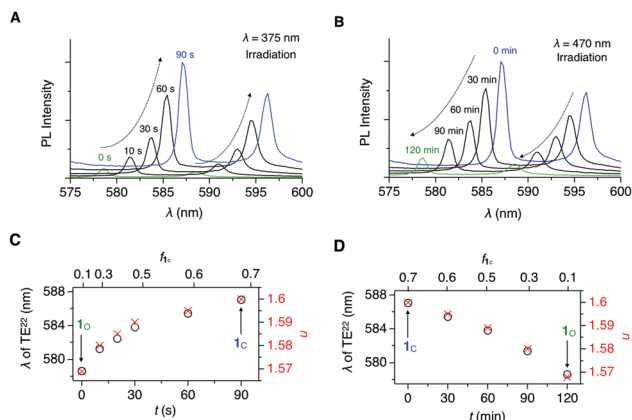 A
λ = 375 nm
Irradiation
90 s
60 s
30 s
10 s
0 s
PL Intensity
575 580 585 590 595 600
λ (nm)
B
λ = 470 nm
Irradiation
0 min
30 min
60 min
90 min
120 min
PL Intensity
575 580 585 590 595 600
λ (nm)
C
f1c
0.1 0.3 0.5 0.6 0.7
588
584
580
λ of TE22
1O
1C
1.6
1.59
1.58
1.57
n
0 15 30 45 60 75 90
t (s)
D
f1c
0.7 0.6 0.5 0.3 0.1
588
584
580
λ of TE22
1C
1O
1.6
1.59
1.58
1.57
n
0 30 60 90 120
t (min)